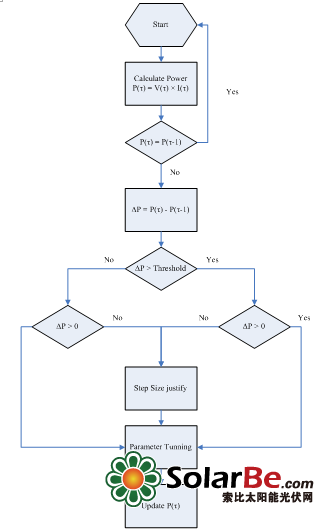 Start
Calculate Power
P(τ) = V(τ) × I(τ)
Yes
P(τ) = P(τ-1)
No
ΔP = P(τ) - P(τ-1)
No
Yes
ΔP > Threshold
ΔP > 0
No
No
ΔP > 0
Yes
Step Size justify
Parameter Tunning
SolarBe.com
索比太阳能光伏网
Update P(τ)